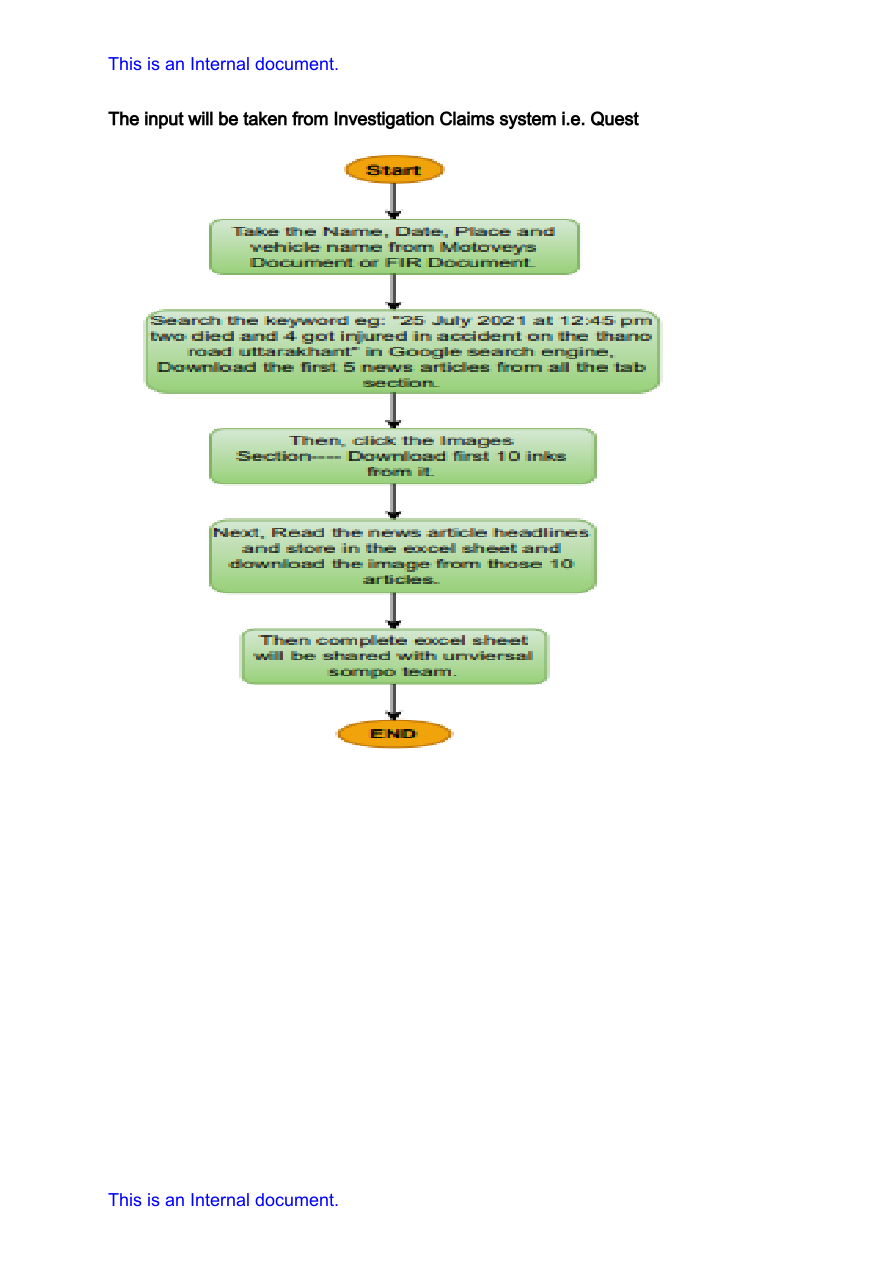 This is an Internal document.
The input will be taken from Investigation Claims system i.e. Quest
Start
Take the Name, Date, Place and
vehicle name from Motoveys
Document or FIR Document.
Search the keyword eg: "25 July 2021 at 12:45 pm
two died and 4 got injured in accident on the thano
road uttarakhant" in Google search engine,
Download the first 5 news articles from all the tab
section.
Then, click the Images
Section---- Download first 10 inks
from it.
Next, Read the news article headlines
and store in the excel sheet and
download the image from those 10
articles.
Then complete excel sheet
will be shared with unviersal
sompo team.
END
This is an Internal document.